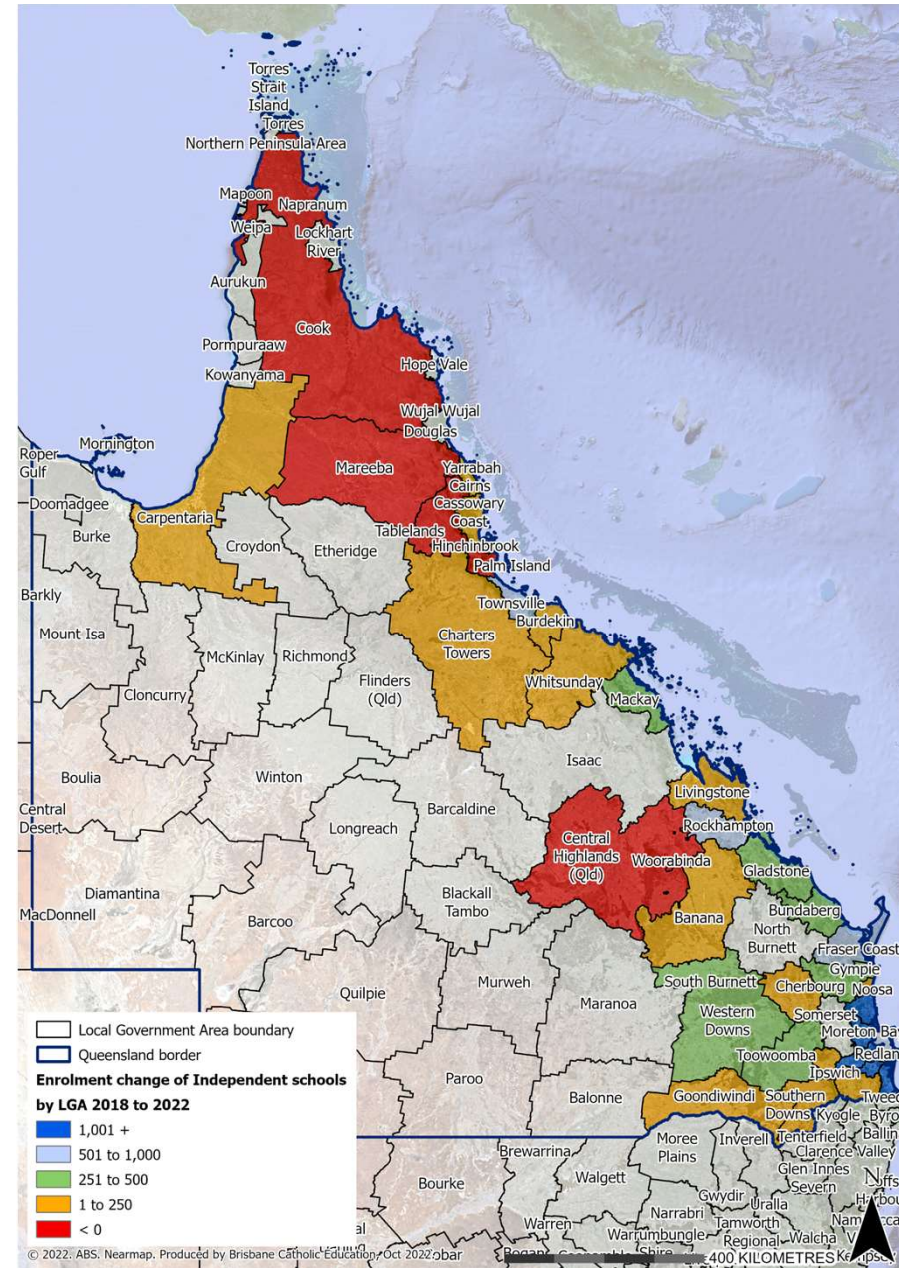 Torres
Strait
Island
Torres
Northern Peninsula Area
Mapoon
Napranum
Weipa
Lockhart
River
Aurukun
Cook
Pormpuraaw
Kowanyama
Hope Vale
Wujal Wujal
Douglas
Mornington
Roper
Gulf
Mareeba
Yarrabah
Cairns
Cassowary
Coast
Doomadgee
Burke
Carpentaria
Croydon
Etheridge
Tablelands
Hinchinbrook
Palm Island
Barkly
Townsville
Burdekin
Mount Isa
McKinlay
Richmond
Charters
Towers
Cloncurry
Flinders
(Qld)
Whitsunday
Mackay
Isaac
Boulia
Winton
Livingstone
Central
Desert
Longreach
Barcaldine
Rockhampton
Central
Highlands
(Qld)
Woorabinda
Gladstone
Diamantina
MacDonnell
Barcoo
Blackall
Tambo
Banana
Bundaberg
North
Burnett
Fraser Coast
Quilpie
Murweh
Maranoa
South Burnett
Gympie
Cherbourg
Noosa
Western
Downs
Somerset
Moreton Bay
Toowoomba
Redlan
Ipswich
Paroo
Balonne
Goondiwindi
Southern
Downs
Tweed
Kyogle
Byro
Local Government Area boundary
Queensland border
Enrolment change of Independent schools
by LGA 2018 to 2022
1,001 +
501 to 1,000
251 to 500
1 to 250
< 0
Brewarrina
Moree
Plains
Inverell
Tenterfield
Ballin
Clarence Valley
Bourke
Walgett
Glen Innes
Severn
N
Gwydir
Uralla
Narrabri
Tamworth
Regional
Warren
Warrumbungle
Shire
Walcha
© 2022. ABS, Nearmap. Produced by Brisbane Catholic Education, Oct 2022.
400 KILOMETRES